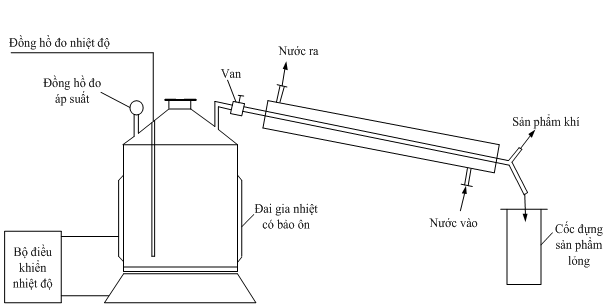 Đồng hồ đo nhiệt độ
Nước ra
Van
Đồng hồ đo
áp suất
Sản phẩm khí
Đai gia nhiệt
có bảo ôn
Nước vào
Cốc đựng
sản phẩm
lỏng
Bộ điều
khiển
nhiệt độ